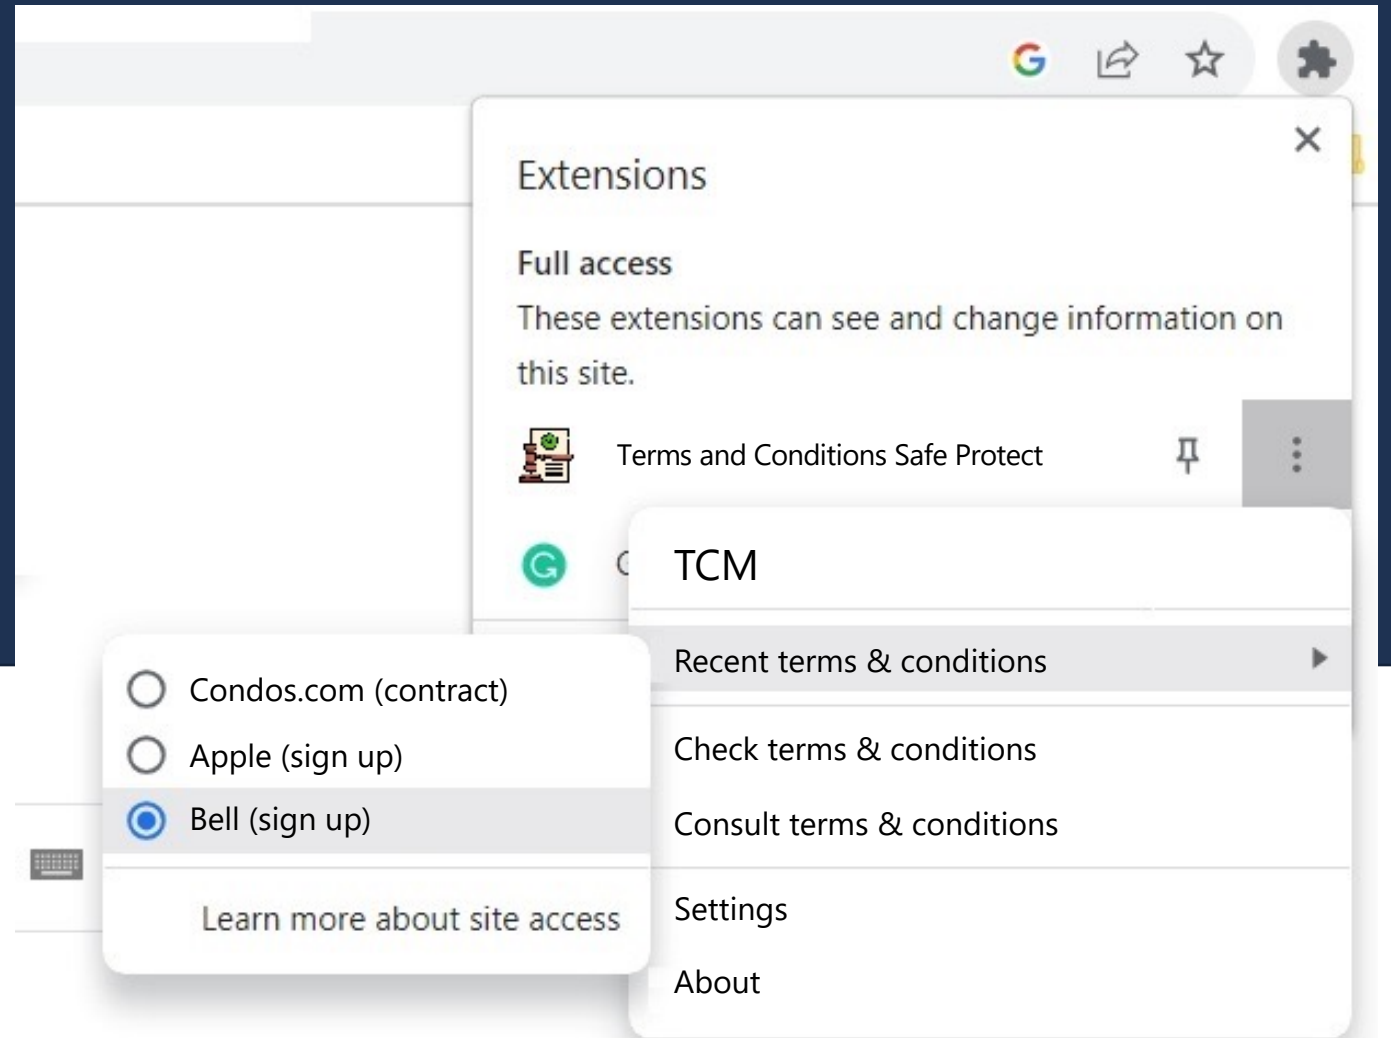 Extensions
Full access
These extensions can see and change information on
this site.
Terms and Conditions Safe Protect
TCM
Recent terms & conditions
Check terms & conditions
Consult terms & conditions
Settings
About
Condos.com (contract)
Apple (sign up)
Bell (sign up)
Learn more about site access